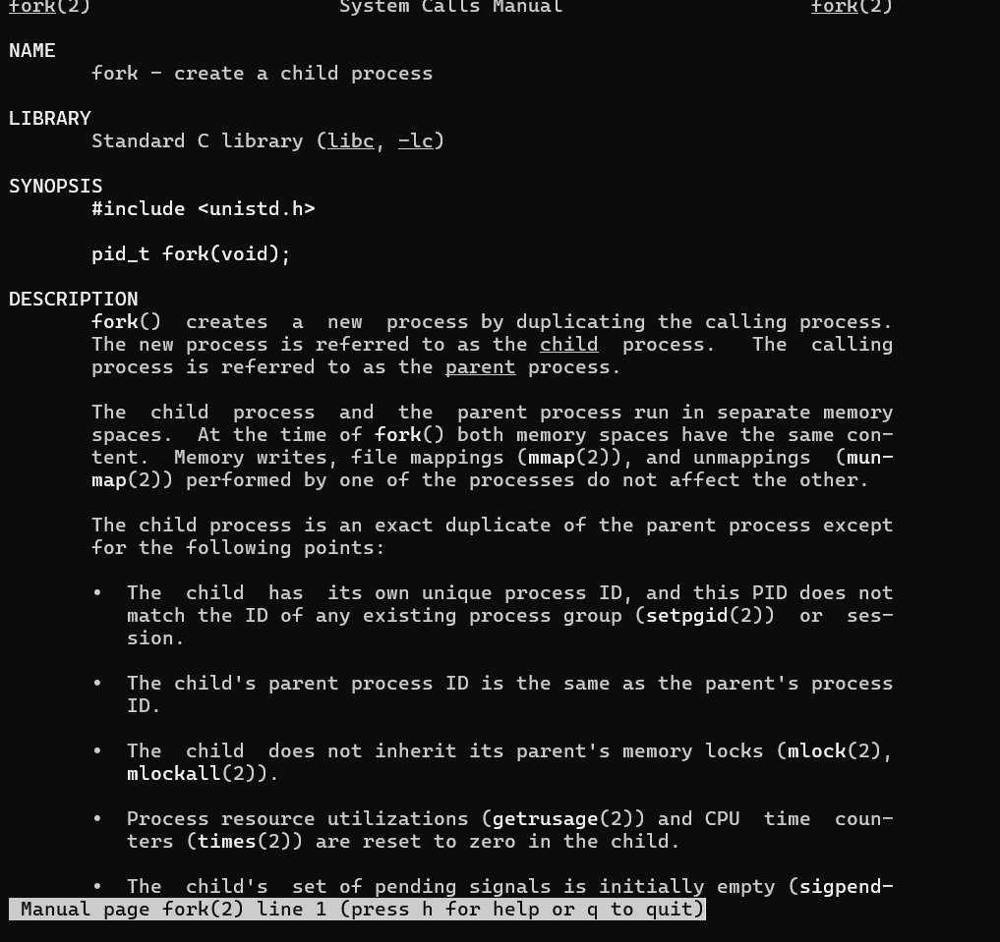 fork(2)                     System Calls Manual                     fork(2)

NAME
       fork - create a child process

LIBRARY
       Standard C library (libc, -lc)

SYNOPSIS
       #include <unistd.h>

       pid_t fork(void);

DESCRIPTION
       fork()  creates  a  new  process by duplicating the calling process.
       The new process is referred to as the child  process.   The  calling
       process is referred to as the parent process.

       The  child  process  and  the  parent process run in separate memory
       spaces.  At the time of fork() both memory spaces have the same con-
       tent.  Memory writes, file mappings (mmap(2)), and unmappings  (mun-
       map(2)) performed by one of the processes do not affect the other.

       The child process is an exact duplicate of the parent process except
       for the following points:

       •  The  child  has  its own unique process ID, and this PID does not
          match the ID of any existing process group (setpgid(2))  or  ses-
          sion.

       •  The child's parent process ID is the same as the parent's process
          ID.

       •  The  child  does not inherit its parent's memory locks (mlock(2),
          mlockall(2)).

       •  Process resource utilizations (getrusage(2)) and CPU  time  coun-
          ters (times(2)) are reset to zero in the child.

       •  The  child's  set of pending signals is initially empty (sigpend-
 Manual page fork(2) line 1 (press h for help or q to quit)